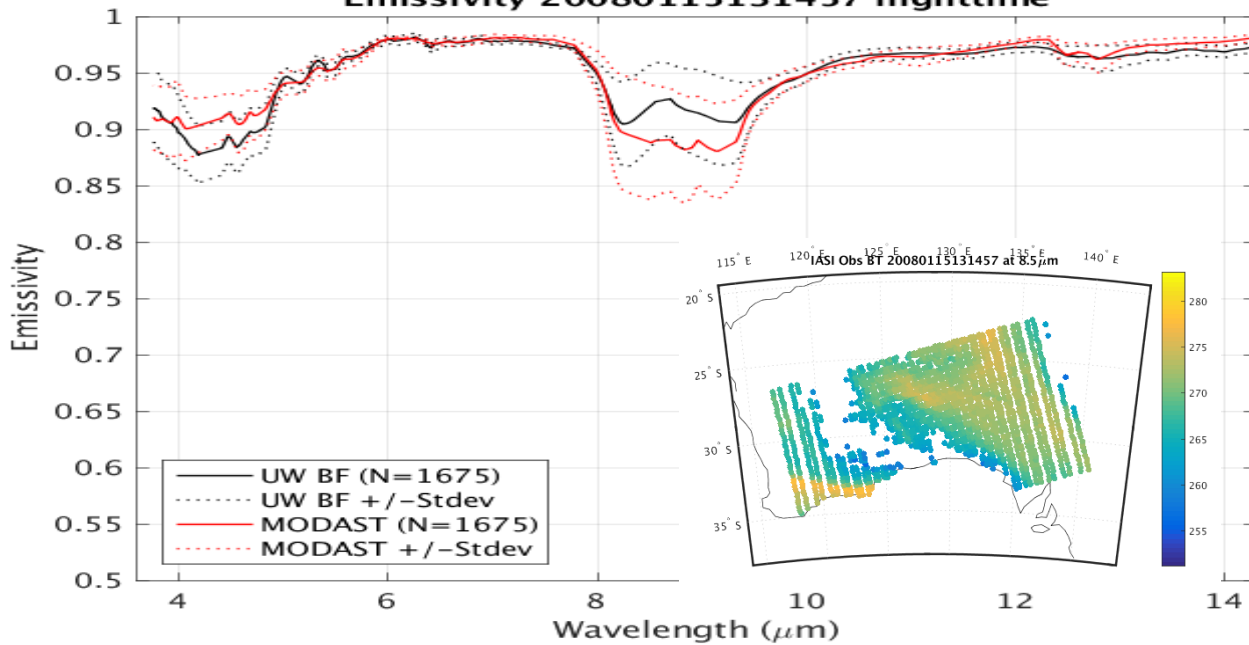 Emissivity 20080115131457 nighttime
1
0.95
0.9
0.85
0.8
0.75
0.7
0.65
0.6
0.55
0.5
Emissivity
4
6
8
10
12
14
Wavelength (μm)
UW BF (N=1675)
UW BF +/-Stdev
MODAST (N=1675)
MODAST +/-Stdev
115° E
120° E
125° E
130° E
135° E
140° E
IASI Obs BT 20080115131457 at 8.5μm
20° S
25° S
30° S
35° S
280
275
270
265
260
255